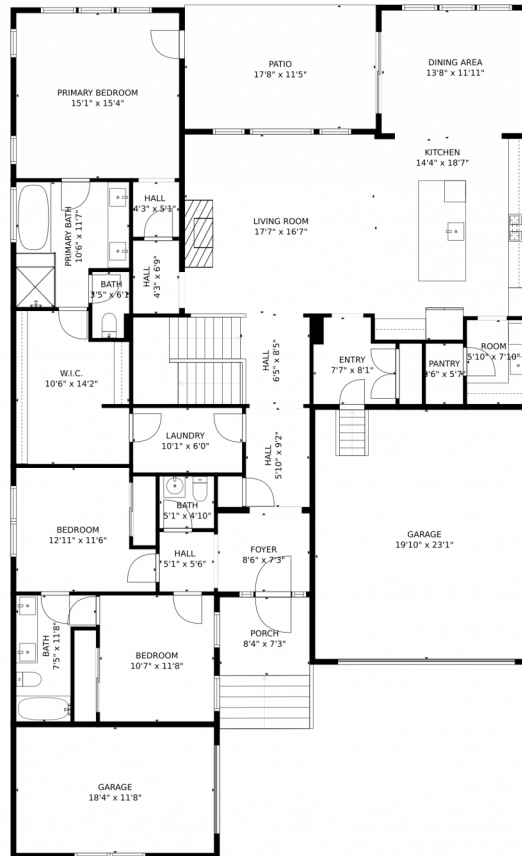 PATIO
17'8" x 11'5"
DINING AREA
13'8" x 11'11"
PRIMARY BEDROOM
15'1" x 15'4"
KITCHEN
14'4" x 18'7"
HALL
4'3" x 5'1"
LIVING ROOM
17'7" x 16'7"
PRIMARY BATH
10'6" x 11'7"
HALL
4'3" x 6'9"
BATH
3'5" x 6'1"
W.I.C.
10'6" x 14'2"
HALL
6'5" x 8'5"
ENTRY
7'7" x 8'1"
PANTRY
x 5'7"
ROOM
5'10" x 7'10"
LAUNDRY
10'1" x 6'0"
HALL
5'10" x 9'2"
BATH
5'1" x 4'10"
BEDROOM
12'11" x 11'6"
HALL
5'1" x 5'6"
FOYER
8'6" x 7'3"
GARAGE
19'10" x 23'1"
BATH
7'5" x 11'8"
BEDROOM
10'7" x 11'8"
PORCH
8'4" x 7'3"
GARAGE
18'4" x 11'8"